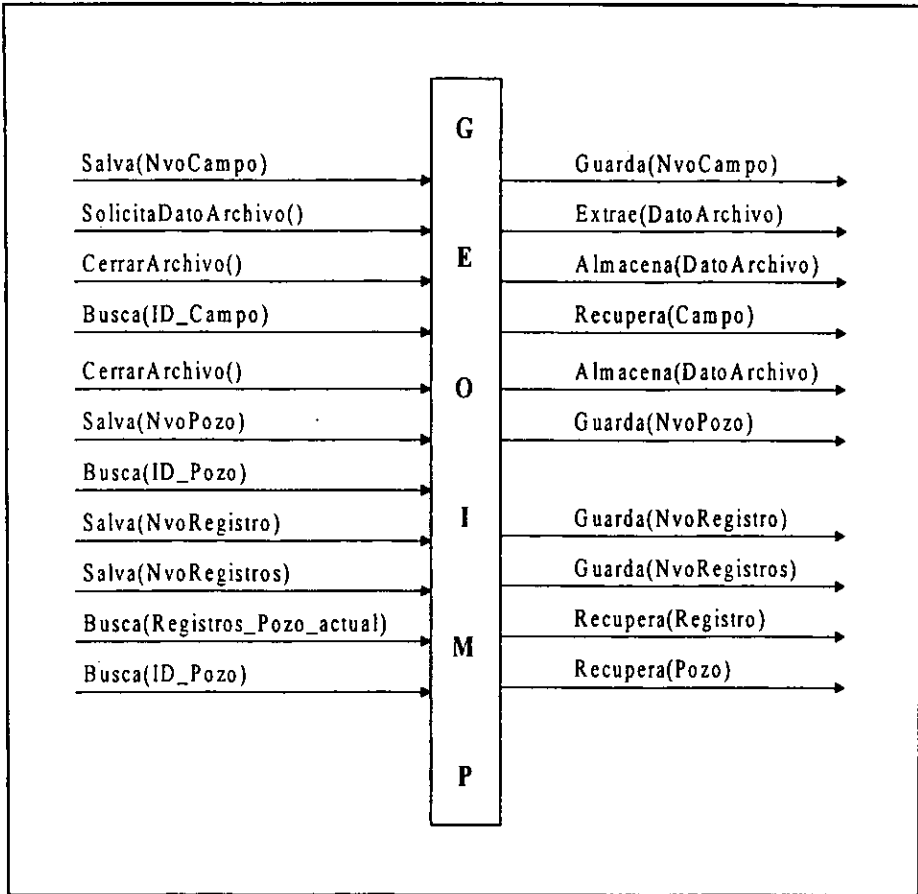 G
Salva(NvoCampo)
Guarda(NvoCampo)
SolicitaDatoArchivo()
Extrae(DatoArchivo)
E
CerrarArchivo()
Almacena(DatoArchivo)
Busca(ID_Campo)
Recupera(Campo)
CerrarArchivo()
O
Almacena(DatoArchivo)
Salva(NvoPozo)
Guarda(NvoPozo)
Busca(ID_Pozo)
Salva(NvoRegistro)
I
Guarda(NvoRegistro)
Salva(NvoRegistros)
Guarda(NvoRegistros)
Busca(Registros_Pozo_actual)
Recupera(Registro)
M
Busca(ID_Pozo)
Recupera(Pozo)
P